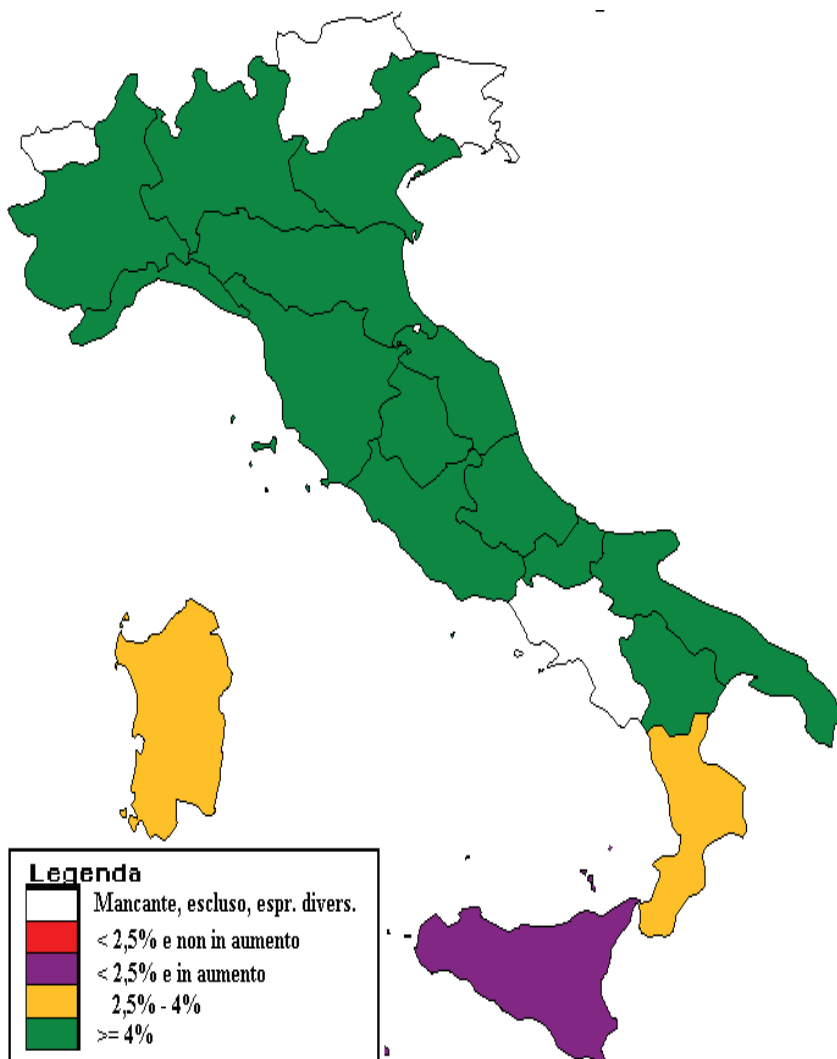 Legenda
Mancante, escluso, espr. divers.
< 2,5% e non in aumento
< 2,5% e in aumento
2,5% - 4%
>= 4%